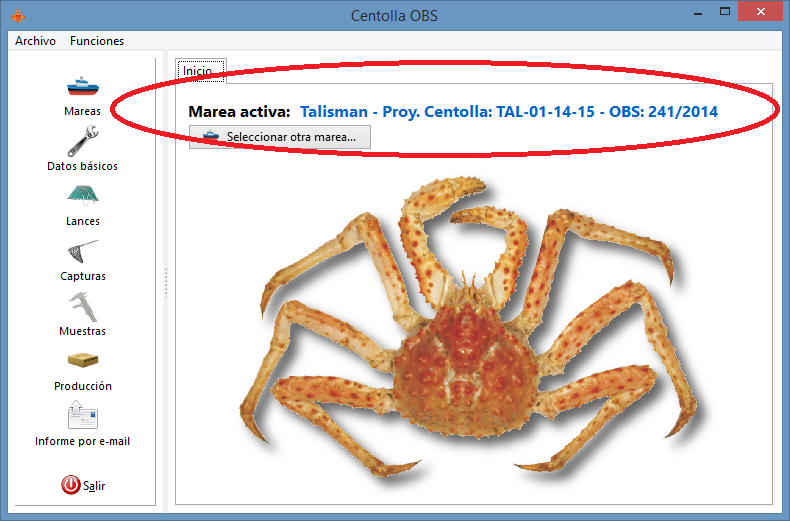 Centolla OBS
Archivo Funciones
Inicio
Mareas
Marea activa: Talisman - Proy. Centolla: TAL-01-14-15 - OBS: 241/2014
Seleccionar otra marea...
Datos básicos
Lances
Capturas
Muestras
Producción
Informe por e-mail
Salir